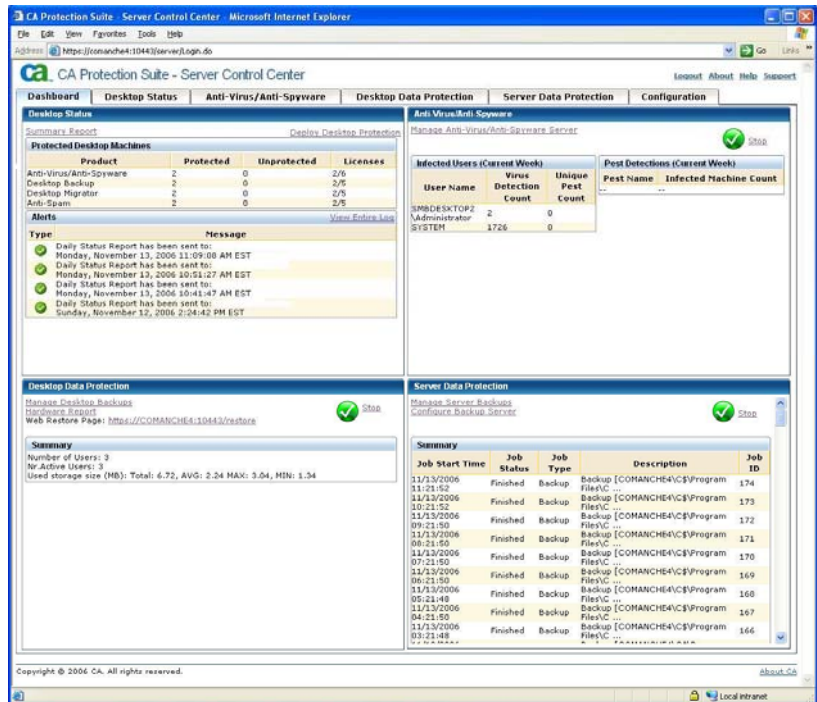 CA Protection Suite - Server Control Center - Microsoft Internet Explorer
File Edit View Favorites Tools Help
Address https://comanche4:10443/server/Login.do Go Links »
ca. CA Protection Suite - Server Control Center
Logout About Help Support
Dashboard Desktop Status Anti-Virus/Anti-Spyware Desktop Data Protection Server Data Protection Configuration
Desktop Status
Summary Report Deploy Desktop Protection
Protected Desktop Machines
Product Protected Unprotected Licenses
Anti-Virus/Anti-Spyware 2 0 2/6
Desktop Backup 2 0 2/5
Desktop Migrator 2 0 2/5
Anti-Spam 2 0 2/5
Alerts View Entire Log
Type Message
Daily Status Report has been sent to:
Monday, November 13, 2006 11:09:08 AM EST
Daily Status Report has been sent to:
Monday, November 13, 2006 10:51:27 AM EST
Daily Status Report has been sent to:
Monday, November 13, 2006 10:41:47 AM EST
Daily Status Report has been sent to:
Sunday, November 12, 2006 2:24:42 PM EST
Anti-Virus/Anti-Spyware
Manage Anti-Virus/Anti-Spyware Server
Stop
Infected Users (Current Week)
User Name Virus Detection Count Unique Pest Count
SMBDESKTOP2\Administrator 2 0
SYSTEM 1726 0
Pest Detections (Current Week)
Pest Name Infected Machine Count
-- --
Desktop Data Protection
Manage Desktop Backups
Hardware Report
Web Restore Page: https://COMANCHE4:10443/restore
Stop
Summary
Number of Users: 3
Nr.Active Users: 3
Used storage size (MB): Total: 6.72, AVG: 2.24 MAX: 3.04, MIN: 1.34
Server Data Protection
Manage Server Backups
Configure Backup Server
Stop
Summary
Job Start Time Job Status Job Type Description Job ID
11/13/2006 11:21:52 Finished Backup Backup [COMANCHE4\C$\Program Files\C ... 174
11/13/2006 10:21:52 Finished Backup Backup [COMANCHE4\C$\Program Files\C ... 173
11/13/2006 09:21:50 Finished Backup Backup [COMANCHE4\C$\Program Files\C ... 172
11/13/2006 08:21:50 Finished Backup Backup [COMANCHE4\C$\Program Files\C ... 171
11/13/2006 07:21:50 Finished Backup Backup [COMANCHE4\C$\Program Files\C ... 170
11/13/2006 06:21:50 Finished Backup Backup [COMANCHE4\C$\Program Files\C ... 169
11/13/2006 05:21:48 Finished Backup Backup [COMANCHE4\C$\Program Files\C ... 168
11/13/2006 04:21:50 Finished Backup Backup [COMANCHE4\C$\Program Files\C ... 167
11/13/2006 03:21:48 Finished Backup Backup [COMANCHE4\C$\Program Files\C ... 166
Copyright © 2006 CA. All rights reserved.
About CA
Local intranet